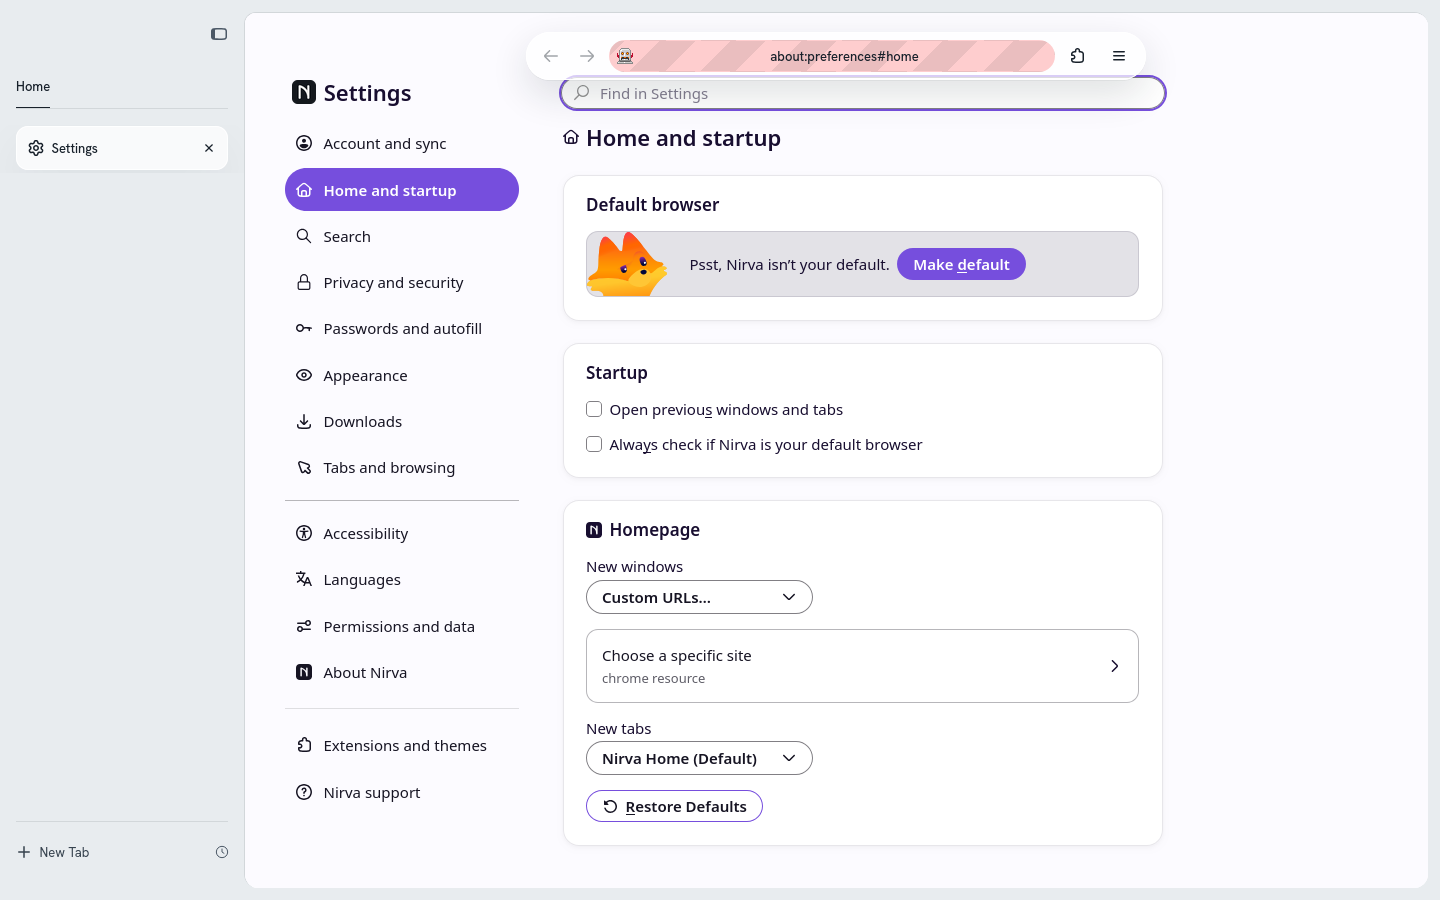 about:preferences#home
Home
Settings
New Tab
Settings
Find in Settings
Account and sync
Home and startup
Search
Privacy and security
Passwords and autofill
Appearance
Downloads
Tabs and browsing
Accessibility
Languages
Permissions and data
About Nirva
Extensions and themes
Nirva support
Home and startup
Default browser
Psst, Nirva isn’t your default.
Make default
Startup
Open previous windows and tabs
Always check if Nirva is your default browser
Homepage
New windows
Custom URLs...
Choose a specific site
chrome resource
New tabs
Nirva Home (Default)
Restore Defaults